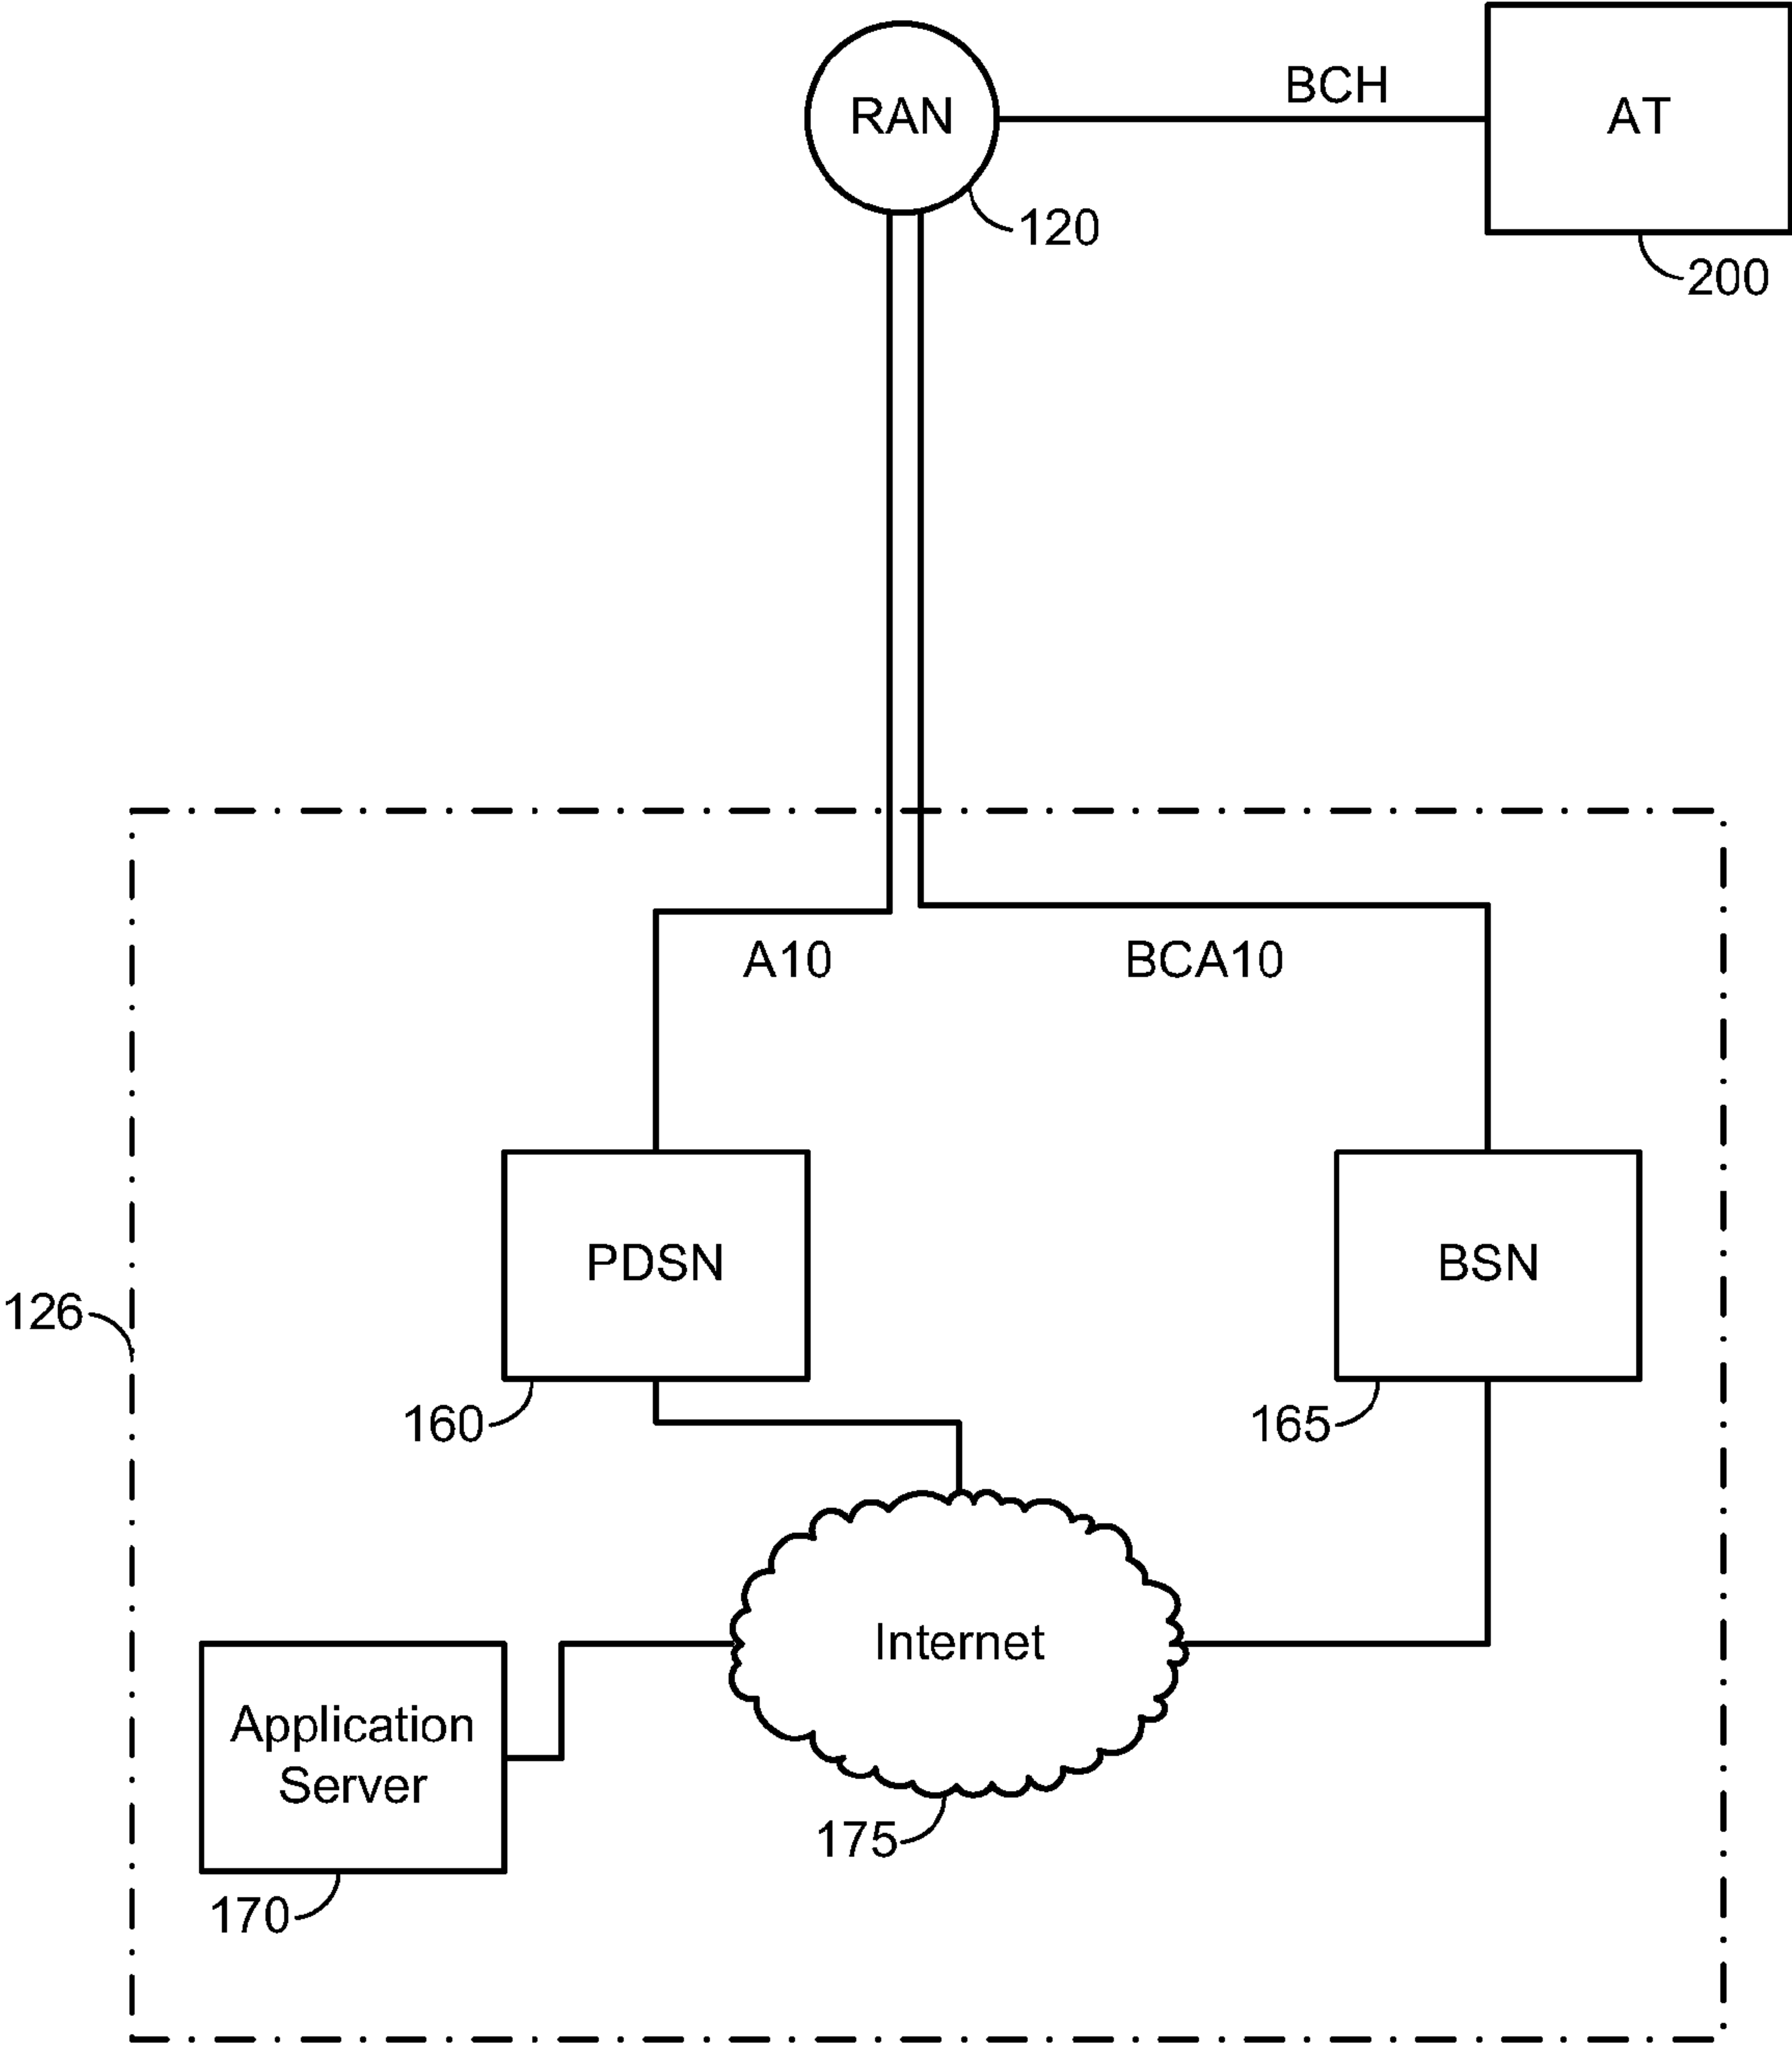 RAN
BCH
AT
120
200
A10
BCA10
PDSN
BSN
126
160
165
Internet
Application
Server
175
170